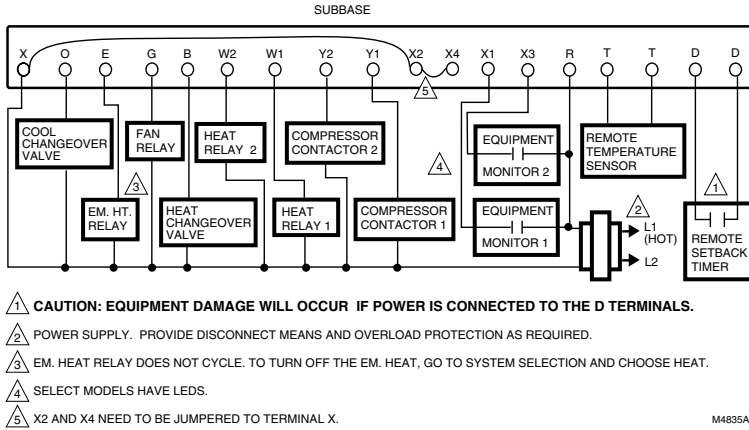 SUBBASE
X O E G B W2 W1 Y2 Y1 X2 X4 X1 X3 R T T D D
5
COOL
CHANGEOVER
VALVE
FAN
RELAY
HEAT
RELAY 2
COMPRESSOR
CONTACTOR 2
4
EQUIPMENT
MONITOR 2
REMOTE
TEMPERATURE
SENSOR
1
3
EM. HT.
RELAY
HEAT
CHANGEOVER
VALVE
HEAT
RELAY 1
COMPRESSOR
CONTACTOR 1
EQUIPMENT
MONITOR 1
2
L1
(HOT)
L2
REMOTE
SETBACK
TIMER
1 CAUTION: EQUIPMENT DAMAGE WILL OCCUR IF POWER IS CONNECTED TO THE D TERMINALS.
2 POWER SUPPLY. PROVIDE DISCONNECT MEANS AND OVERLOAD PROTECTION AS REQUIRED.
3 EM. HEAT RELAY DOES NOT CYCLE. TO TURN OFF THE EM. HEAT, GO TO SYSTEM SELECTION AND CHOOSE HEAT.
4 SELECT MODELS HAVE LEDS.
5 X2 AND X4 NEED TO BE JUMPERED TO TERMINAL X.
M4835A